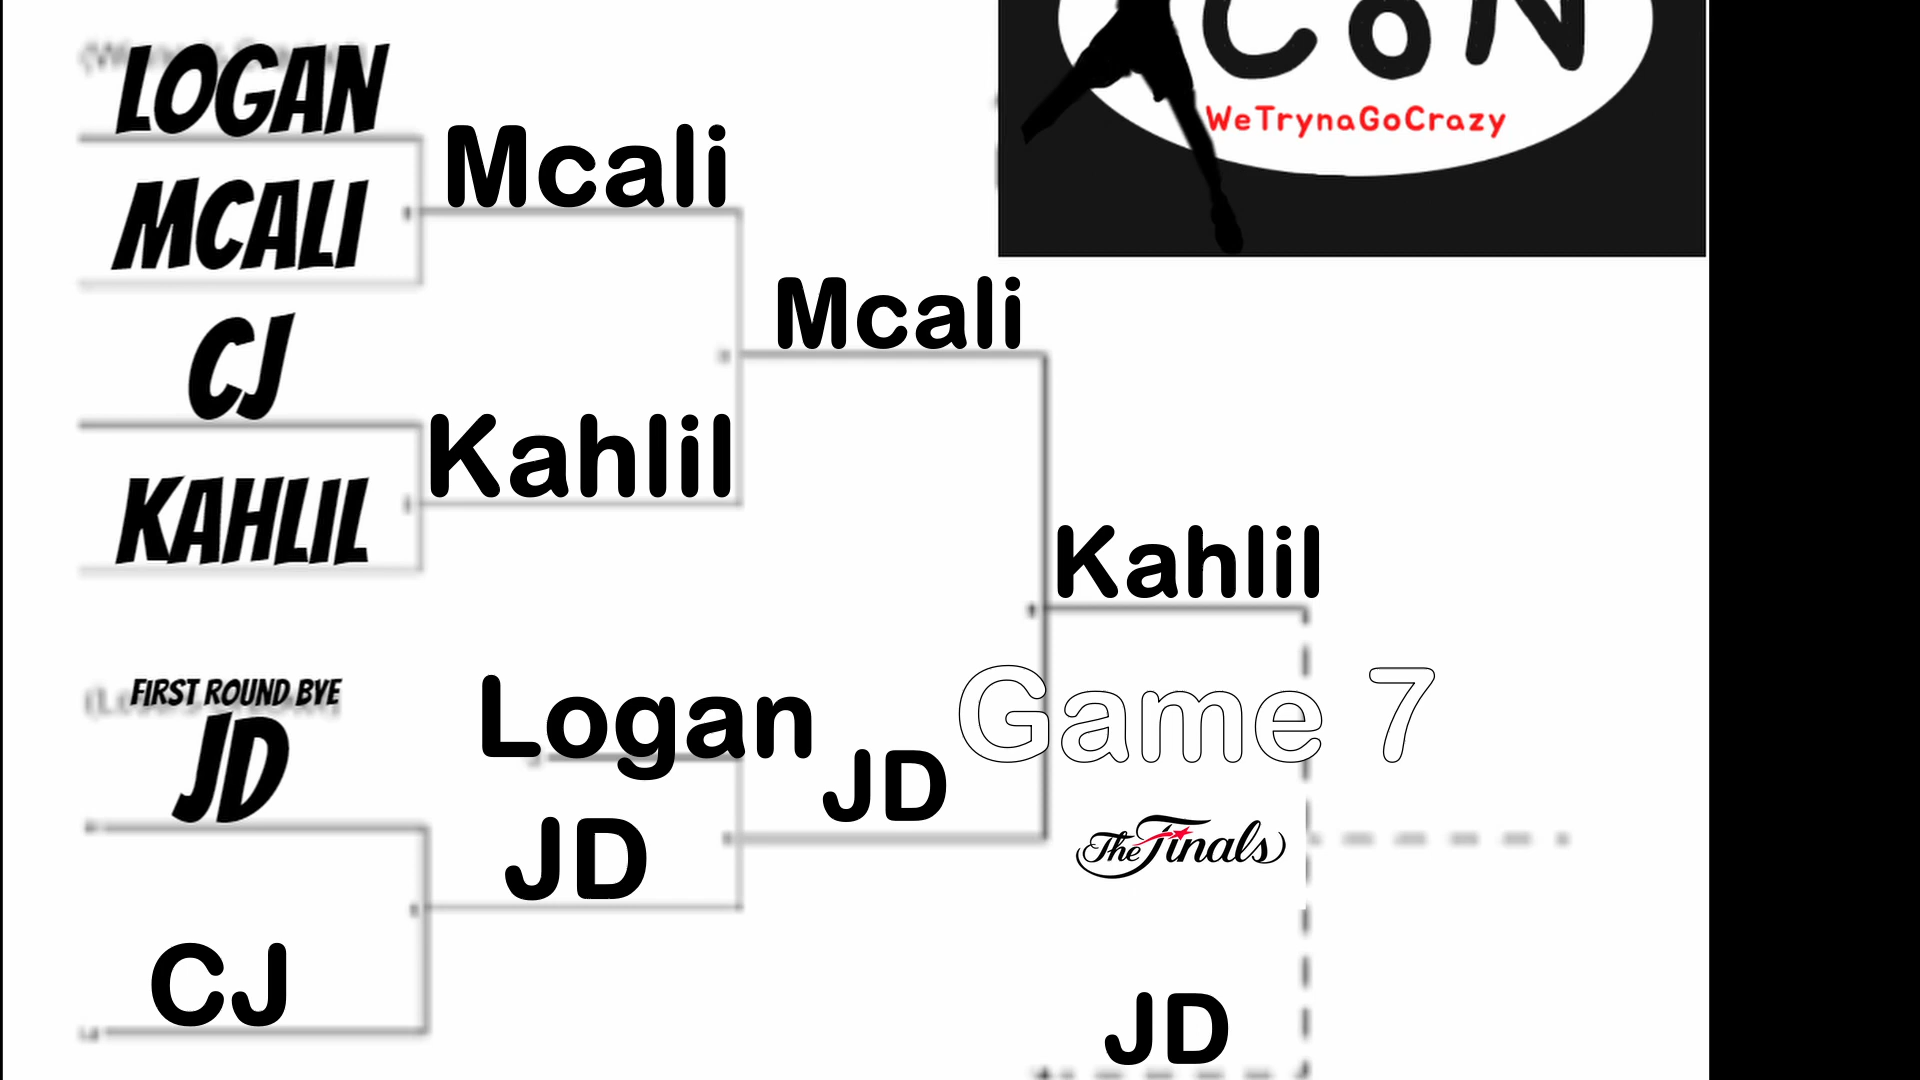 LOGAN
MCALI
CJ
KAHLIL
Mcali
Kahlil
Mcali
Kahlil
CON
WeTrynaGoCrazy
FIRST ROUND BYE
JD
CJ
Logan
JD
JD
Game 7
The Finals
JD